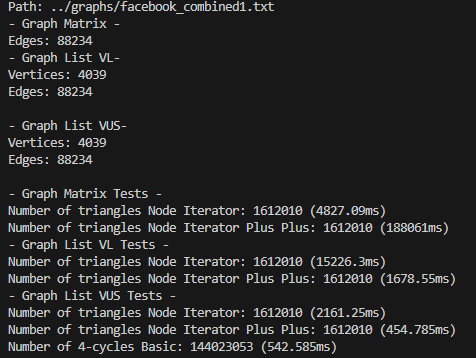 Path: ../graphs/facebook_combined1.txt
- Graph Matrix -
Edges: 88234
- Graph List VL-
Vertices: 4039
Edges: 88234

- Graph List VUS-
Vertices: 4039
Edges: 88234

- Graph Matrix Tests -
Number of triangles Node Iterator: 1612010 (4827.09ms)
Number of triangles Node Iterator Plus Plus: 1612010 (188061ms)
- Graph List VL Tests -
Number of triangles Node Iterator: 1612010 (15226.3ms)
Number of triangles Node Iterator Plus Plus: 1612010 (1678.55ms)
- Graph List VUS Tests -
Number of triangles Node Iterator: 1612010 (2161.25ms)
Number of triangles Node Iterator Plus Plus: 1612010 (454.785ms)
Number of 4-cycles Basic: 144023053 (542.585ms)